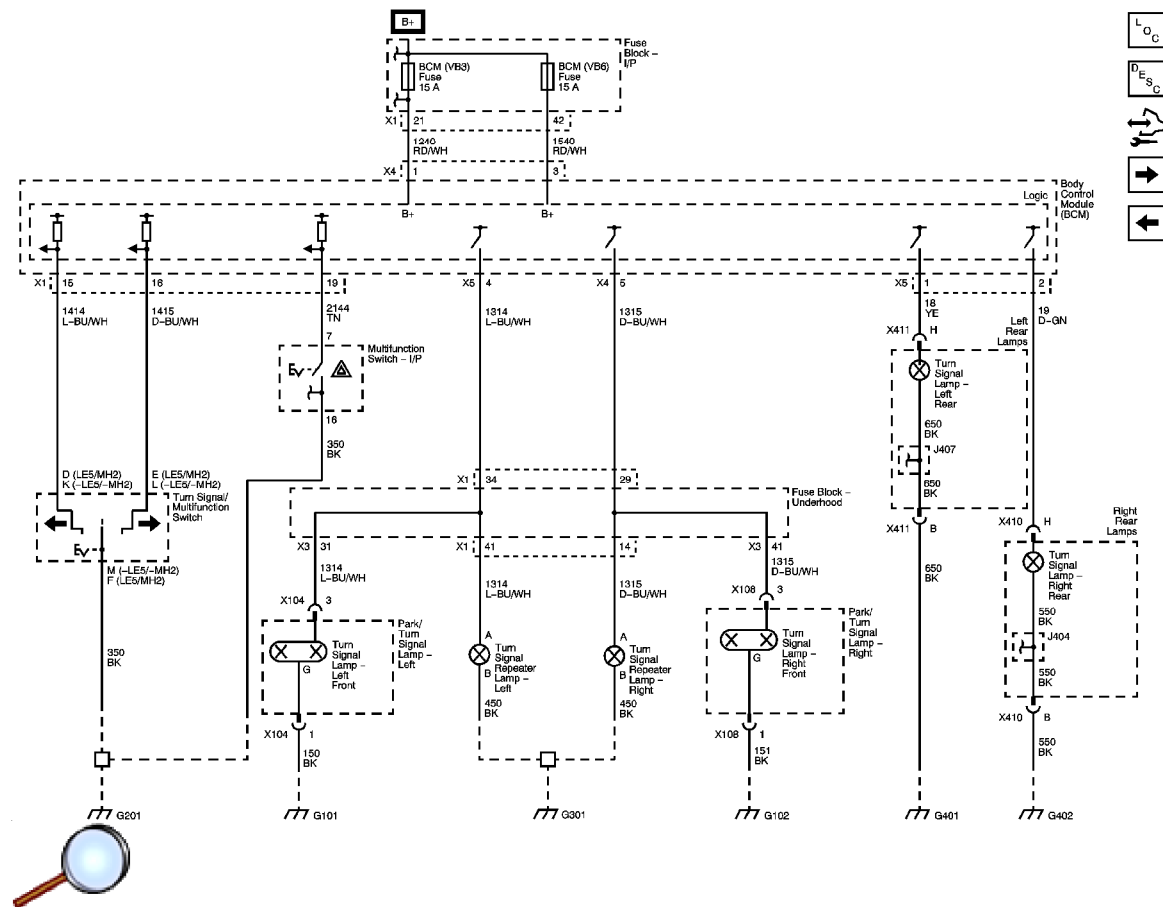 B+
Fuse
Block –
I/P
BCM (VB3)
Fuse
15 A
BCM (VB6)
Fuse
15 A
X1 21 42
1240
RD/WH
1540
RD/WH
X4 1 3
Body
Control
Module
(BCM)
Logic
B+ B+
X1 15 16 19 X5 4 X4 5 X5 1 2
1414
L–BU/WH
1415
D–BU/WH
2144
TN
1314
L–BU/WH
1315
D–BU/WH
18
YE
19
D–GN
7
Multifunction
Switch – I/P
16
350
BK
Left
Rear
Lamps
X411 H
Turn
Signal
Lamp –
Left
Rear
650
BK
J407
650
BK
X411 B
650
BK
D (LE5/MH2)
K (–LE5/–MH2)
E (LE5/MH2)
L (–LE5/–MH2)
Turn Signal/
Multifunction
Switch
M (–LE5/–MH2)
F (LE5/MH2)
350
BK
X1 34 29
Fuse Block –
Underhood
X3 31 X1 41 14 X3 41
1314
L–BU/WH
1314
L–BU/WH
1315
D–BU/WH
1315
D–BU/WH
X104 3
Park/
Turn
Signal
Lamp –
Left
Turn
Signal
Lamp –
Left
Front
G
X104 1
150
BK
A
Turn
Signal
Repeater
Lamp –
Left
B
450
BK
A
Turn
Signal
Repeater
Lamp –
Right
B
450
BK
X108 3
Park/
Turn
Signal
Lamp –
Right
Turn
Signal
Lamp –
Right
Front
G
X108 1
151
BK
Right
Rear
Lamps
X410 H
Turn
Signal
Lamp –
Right
Rear
550
BK
J404
550
BK
X410 B
550
BK
G201 G101 G301 G102 G401 G402
LOC
DESC